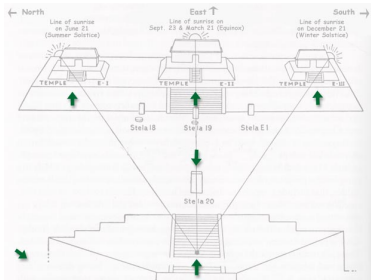 ← North
East ↑
South →
Line of sunrise
on June 21
(Summer Solstice)
Line of sunrise on
Sept. 23 & March 21 (Equinox)
Line of sunrise
on December 21
(Winter Solstice)
TEMPLE E-I
TEMPLE E-II
TEMPLE E-III
Stela 18
Stela 19
Stela E1
Stela 20